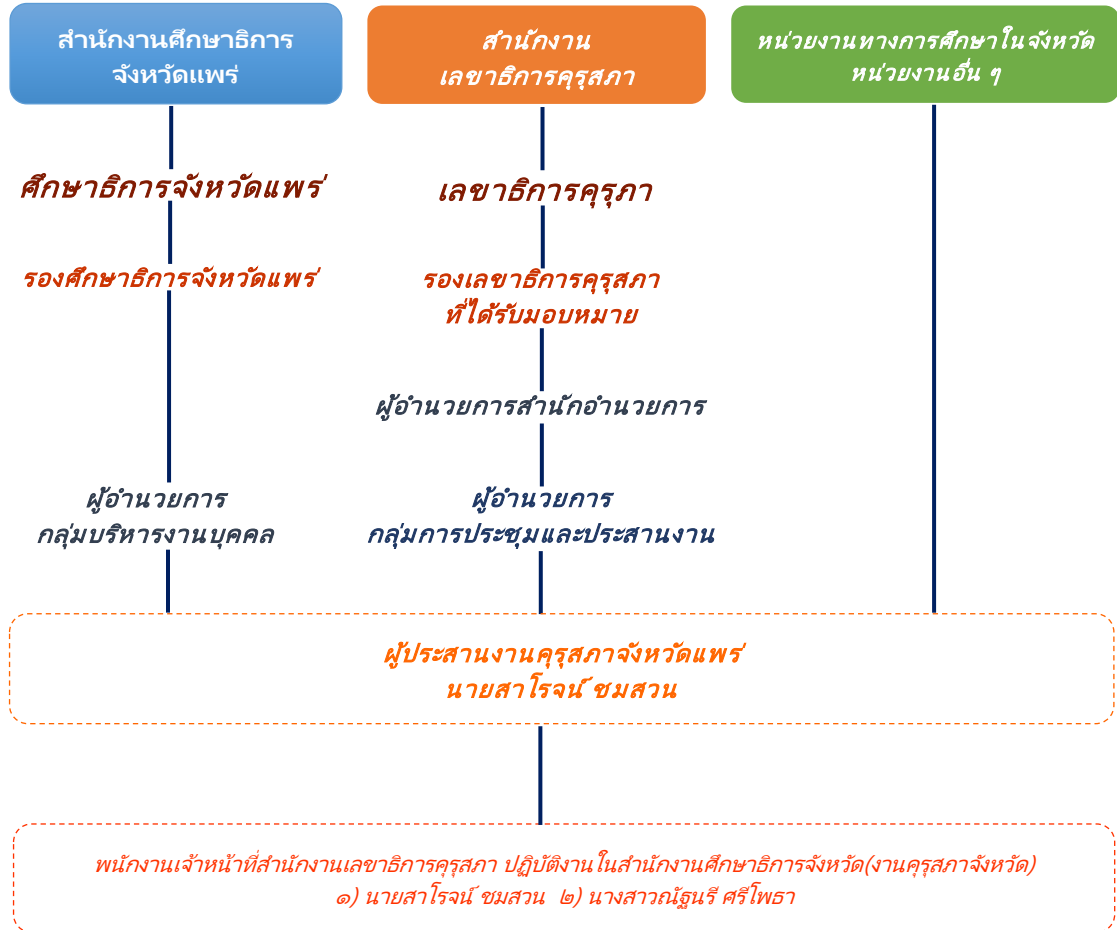 สำนักงานศึกษาธิการ
จังหวัดแพร่
สำนักงาน
เลขาธิการคุรุสภา
หน่วยงานทางการศึกษาในจังหวัด
หน่วยงานอื่น ๆ
ศึกษาธิการจังหวัดแพร่
เลขาธิการคุรุภา
รองศึกษาธิการจังหวัดแพร่
รองเลขาธิการคุรุสภา
ที่ได้รับมอบหมาย
ผู้อำนวยการสำนักอำนวยการ
ผู้อำนวยการ
กลุ่มบริหารงานบุคคล
ผู้อำนวยการ
กลุ่มการประชุมและประสานงาน
ผู้ประสานงานคุรุสภาจังหวัดแพร่
นายสาโรจน์ ชมสวน
พนักงานเจ้าหน้าที่สำนักงานเลขาธิการคุรุสภา ปฏิบัติงานในสำนักงานศึกษาธิการจังหวัด(งานคุรุสภาจังหวัด)
๑) นายสาโรจน์ ชมสวน ๒) นางสาวณัฐนรี ศรีโพธา